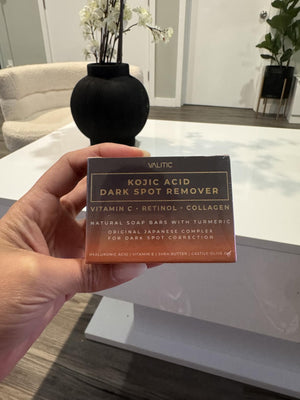 VALITIC
KOJIC ACID
DARK SPOT REMOVER
VITAMIN C • RETINOL • COLLAGEN
NATURAL SOAP BARS WITH TURMERIC
ORIGINAL JAPANESE COMPLEX
FOR DARK SPOT CORRECTION
HYALURONIC ACID | VITAMIN E | SHEA BUTTER | CASTILE OLIVE OIL